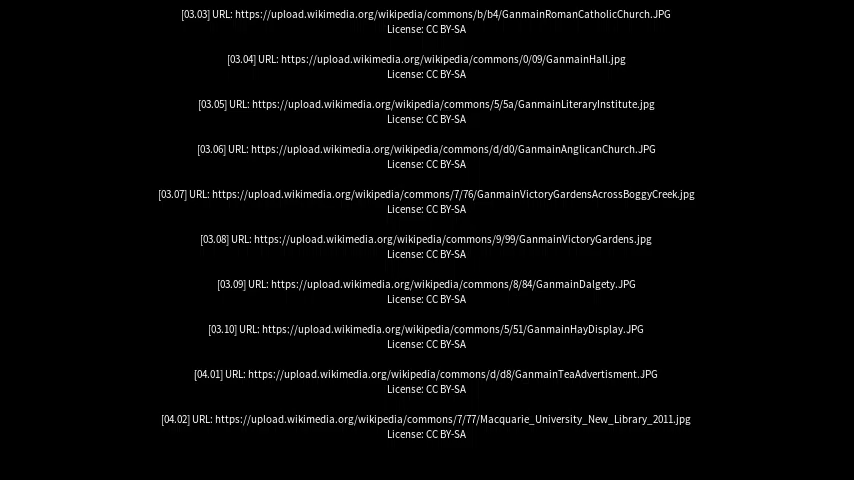 [03.03] URL: https://upload.wikimedia.org/wikipedia/commons/b/b4/GanmainRomanCatholicChurch.JPG
License: CC BY-SA
[03.04] URL: https://upload.wikimedia.org/wikipedia/commons/0/09/GanmainHall.jpg
License: CC BY-SA
[03.05] URL: https://upload.wikimedia.org/wikipedia/commons/5/5a/GanmainLiteraryInstitute.jpg
License: CC BY-SA
[03.06] URL: https://upload.wikimedia.org/wikipedia/commons/d/d0/GanmainAnglicanChurch.JPG
License: CC BY-SA
[03.07] URL: https://upload.wikimedia.org/wikipedia/commons/7/76/GanmainVictoryGardensAcrossBoggyCreek.jpg
License: CC BY-SA
[03.08] URL: https://upload.wikimedia.org/wikipedia/commons/9/99/GanmainVictoryGardens.jpg
License: CC BY-SA
[03.09] URL: https://upload.wikimedia.org/wikipedia/commons/8/84/GanmainDalgety.JPG
License: CC BY-SA
[03.10] URL: https://upload.wikimedia.org/wikipedia/commons/5/51/GanmainHayDisplay.JPG
License: CC BY-SA
[04.01] URL: https://upload.wikimedia.org/wikipedia/commons/d/d8/GanmainTeaAdvertisment.JPG
License: CC BY-SA
[04.02] URL: https://upload.wikimedia.org/wikipedia/commons/7/77/Macquarie_University_New_Library_2011.jpg
License: CC BY-SA